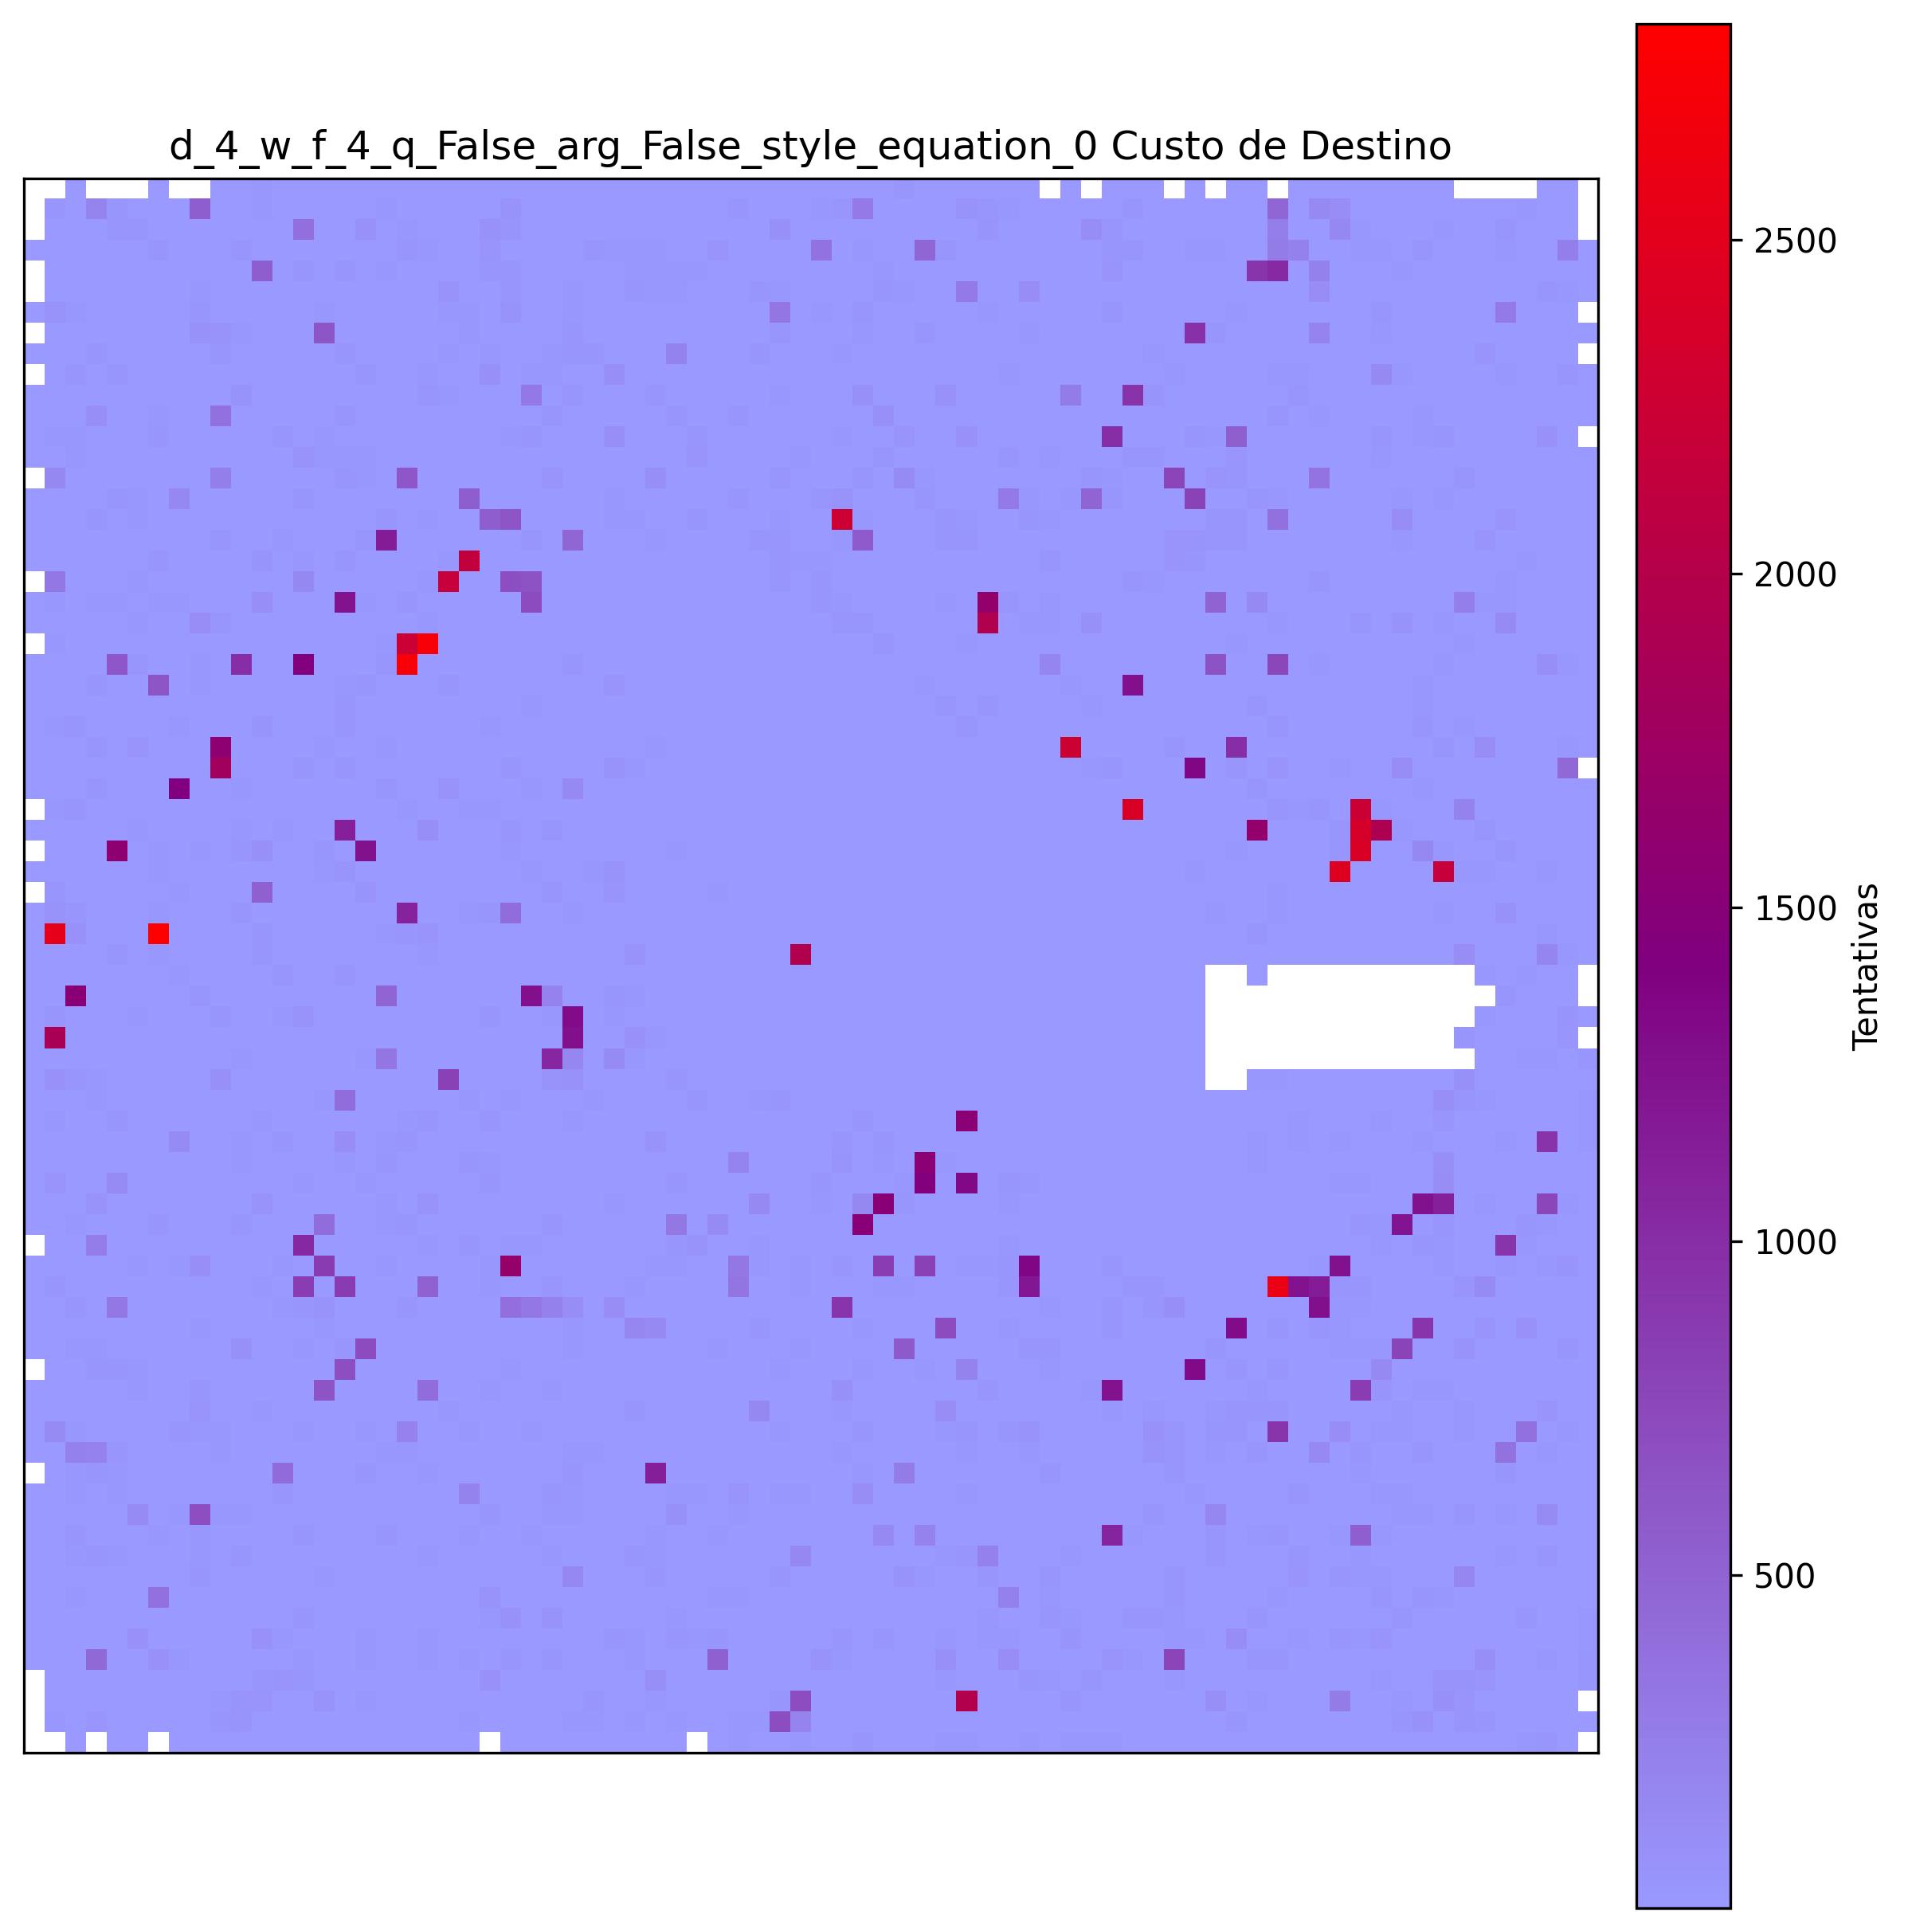 d_4_w_f_4_q_False_arg_False_style_equation_0 Custo de Destino
2500
2000
1500
1000
500
Tentativas